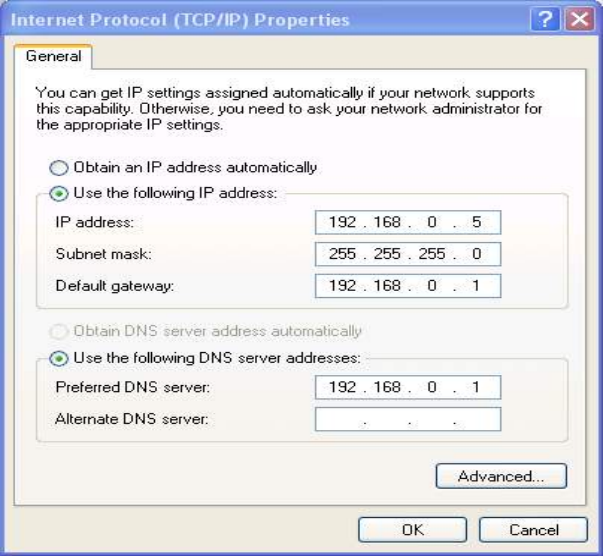 Internet Protocol (TCP/IP) Properties
General
You can get IP settings assigned automatically if your network supports
this capability. Otherwise, you need to ask your network administrator for
the appropriate IP settings.
Obtain an IP address automatically
Use the following IP address:
IP address: 192 . 168 . 0 . 5
Subnet mask: 255 . 255 . 255 . 0
Default gateway: 192 . 168 . 0 . 1
Obtain DNS server address automatically
Use the following DNS server addresses:
Preferred DNS server: 192 . 168 . 0 . 1
Alternate DNS server: . . .
Advanced...
OK Cancel